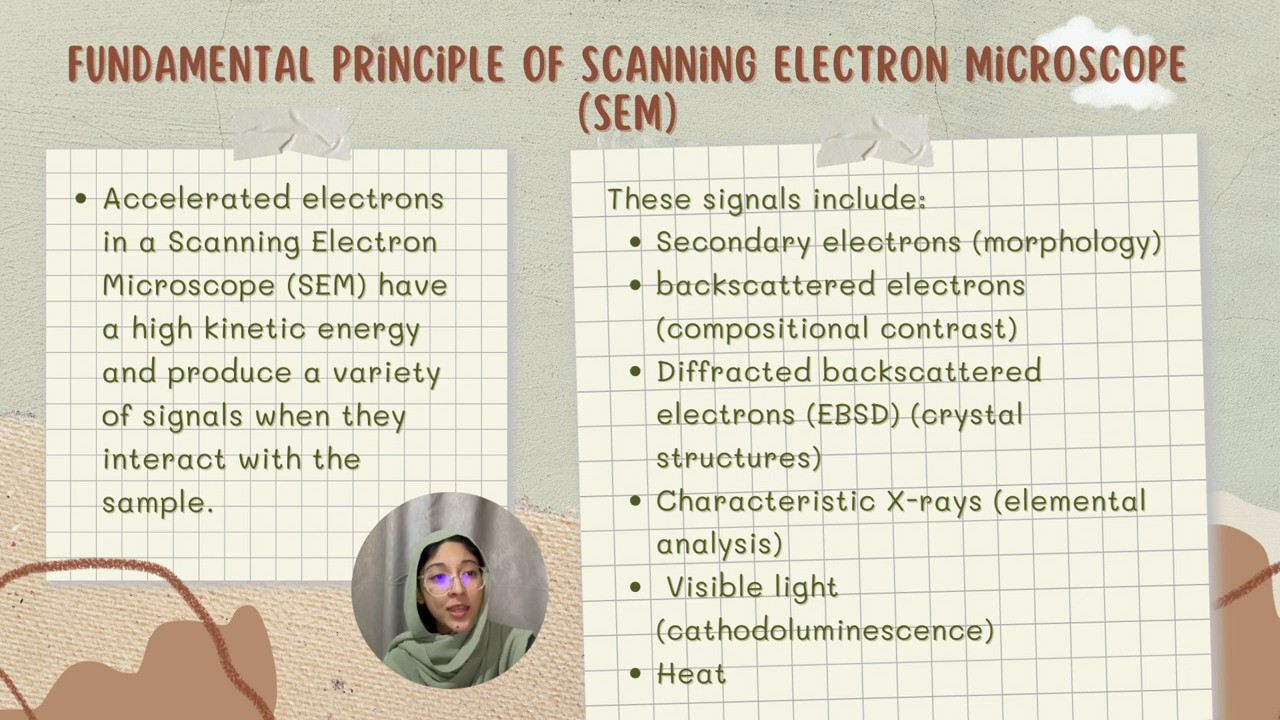 FUNDAMENTAL PRINCIPLE OF SCANNING ELECTRON MICROSCOPE
(SEM)
• Accelerated electrons
in a Scanning Electron
Microscope (SEM) have
a high kinetic energy
and produce a variety
of signals when they
interact with the
sample.
These signals include:
• Secondary electrons (morphology)
• backscattered electrons
(compositional contrast)
• Diffracted backscattered
electrons (EBSD) (crystal
structures)
• Characteristic X-rays (elemental
analysis)
• Visible light
(cathodoluminescence)
• Heat